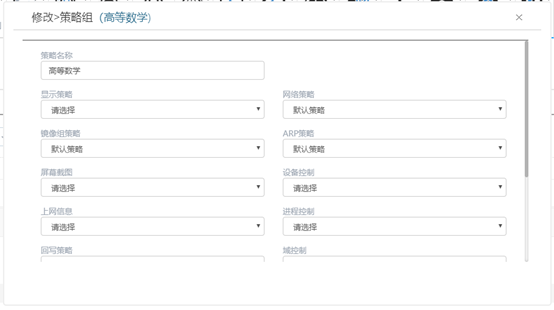 修改>策略组（高等数学）
×
策略名称
高等数学
显示策略 网络策略
请选择 默认策略
镜像组策略 ARP策略
默认策略 默认策略
屏幕截图 设备控制
请选择 请选择
上网信息 进程控制
请选择 请选择
回写策略 域控制